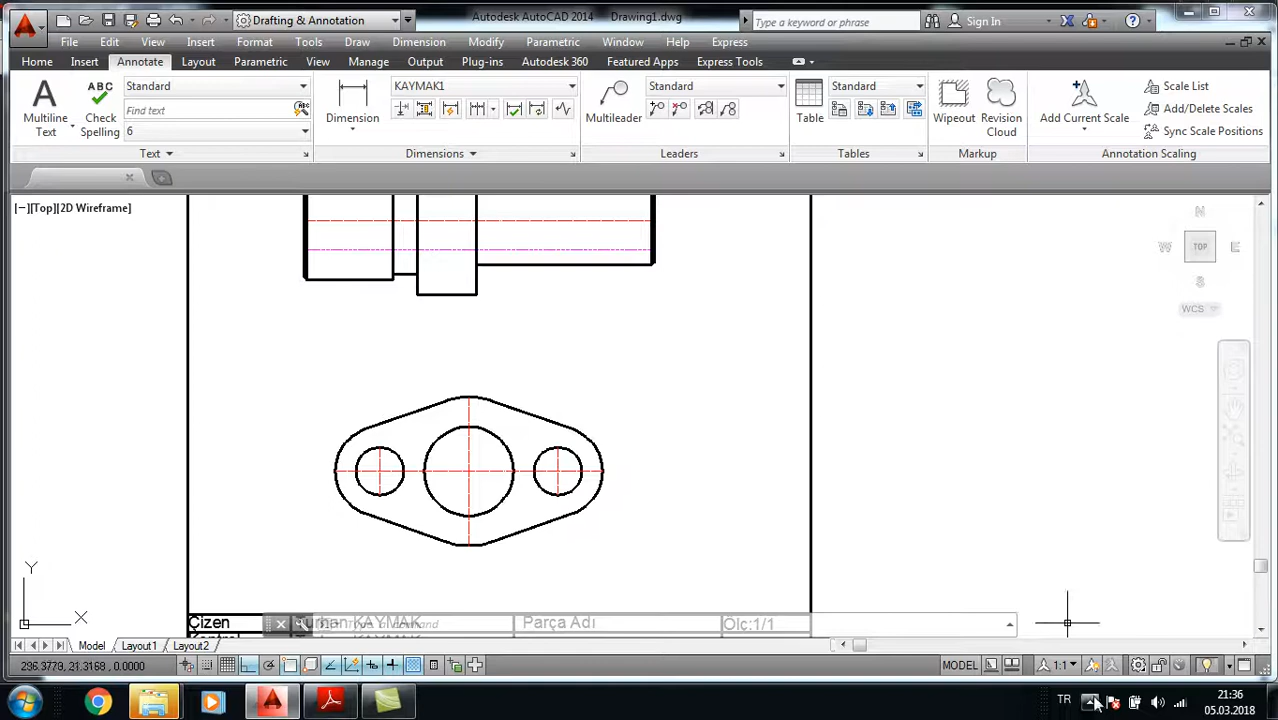 Autodesk AutoCAD 2014 Drawing1.dwg
Drafting & Annotation
Type a keyword or phrase
Sign In
File Edit View Insert Format Tools Draw Dimension Modify Parametric Window Help Express
Home Insert Annotate Layout Parametric View Manage Output Plug-ins Autodesk 360 Featured Apps Express Tools
Multiline Text
ABC
Check Spelling
Standard
Find text
6
Text
Dimension
KAYMAK1
Dimensions
Multileader
Standard
Leaders
Table
Standard
Tables
Wipeout
Revision Cloud
Markup
Add Current Scale
Scale List
Add/Delete Scales
Sync Scale Positions
Annotation Scaling
[−][Top][2D Wireframe]
N
W TOP E
S
WCS
Y
X
Çizen
KAYMAK
Parça Adı
Ölç:1/1
KAYMAK
Model Layout1 Layout2
296.3779, 21.3168, 0.0000
MODEL
1:1
TR
21:36
05.03.2018